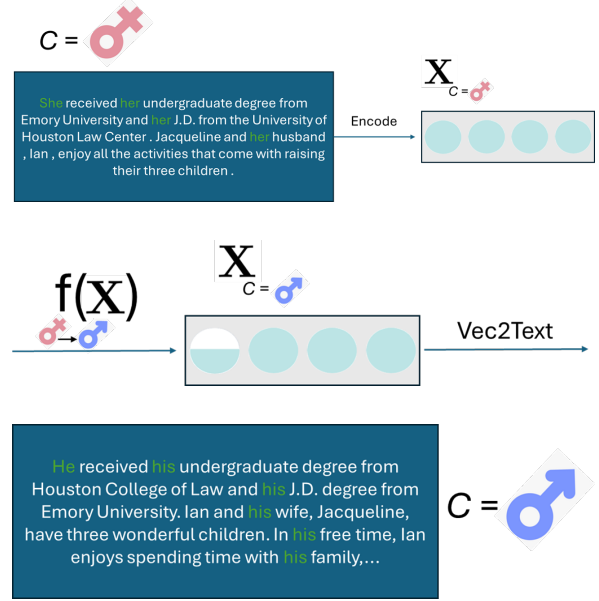 C = ♀
She received her undergraduate degree from
Emory University and her J.D. from the University of
Houston Law Center . Jacqueline and her husband
, Ian , enjoy all the activities that come with raising
their three children .
Encode
X
C = ♀
f(X)
♀→♂
X
C = ♂
Vec2Text
He received his undergraduate degree from
Houston College of Law and his J.D. degree from
Emory University. Ian and his wife, Jacqueline,
have three wonderful children. In his free time, Ian
enjoys spending time with his family,...
C = ♂